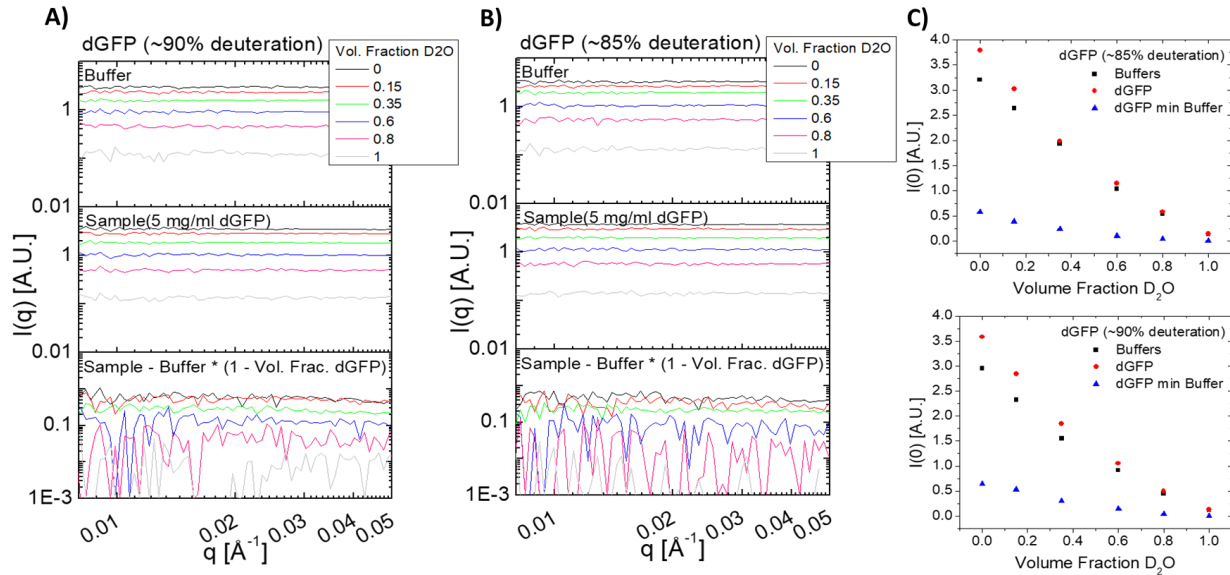 A)
dGFP (~90% deuteration)
Vol. Fraction D2O
0
0.15
0.35
0.6
0.8
1
Buffer
1
0.01
Sample(5 mg/ml dGFP)
1
0.01
Sample - Buffer * (1 - Vol. Frac. dGFP)
0.1
1E-3
I(q) [A.U.]
0.01
0.02
0.03
0.04
0.05
q [Å⁻¹]
B)
dGFP (~85% deuteration)
Vol. Fraction D2O
0
0.15
0.35
0.6
0.8
1
Buffer
1
0.01
Sample(5 mg/ml dGFP)
1
0.01
Sample - Buffer * (1 - Vol. Frac. dGFP)
0.1
1E-3
I(q) [A.U.]
0.01
0.02
0.03
0.04
0.05
q [Å⁻¹]
C)
dGFP (~85% deuteration)
Buffers
dGFP
dGFP min Buffer
4.0
3.5
3.0
2.5
2.0
1.5
1.0
0.5
0.0
I(0) [A.U.]
0.0 0.2 0.4 0.6 0.8 1.0
Volume Fraction D₂O
dGFP (~90% deuteration)
Buffers
dGFP
dGFP min Buffer
4.0
3.5
3.0
2.5
2.0
1.5
1.0
0.5
0.0
I(0) [A.U.]
0.0 0.2 0.4 0.6 0.8 1.0
Volume Fraction D₂O